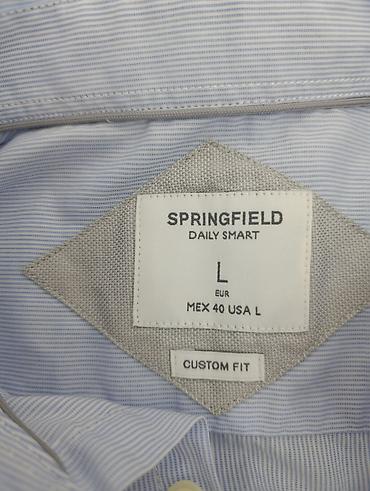 SPRINGFIELD
DAILY SMART
L
EUR
MEX 40 USA L
CUSTOM FIT